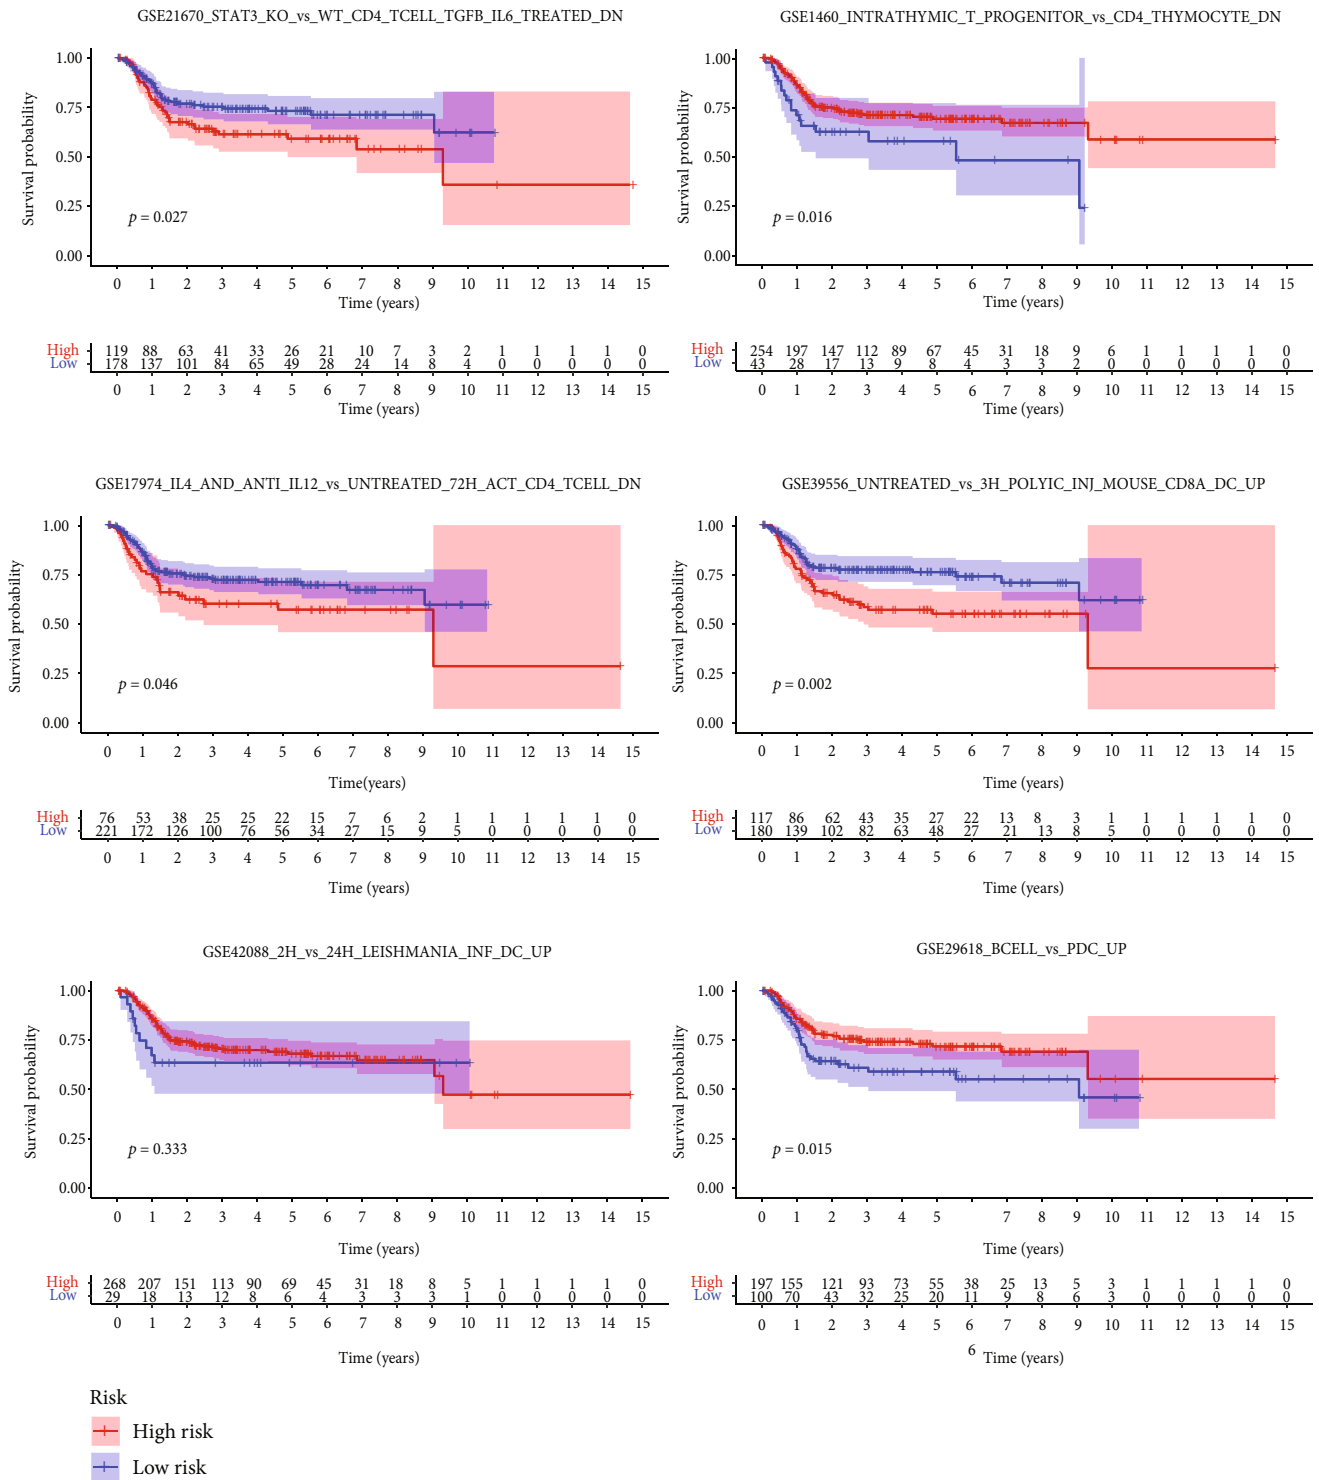 GSE21670_STAT3_KO_vs_WT_CD4_TCELL_TGFB_IL6_TREATED_DN
1.00
0.75
0.50
0.25
0.00
Survival probability
p = 0.027
0 1 2 3 4 5 6 7 8 9 10 11 12 13 14 15
Time (years)
High 119 88 63 41 33 26 21 10 7 3 2 1 1 1 1 0
Low 178 137 101 84 65 49 28 24 14 8 4 0 0 0 0 0
0 1 2 3 4 5 6 7 8 9 10 11 12 13 14 15
Time (years)
GSE1460_INTRATHYMIC_T_PROGENITOR_vs_CD4_THYMOCYTE_DN
1.00
0.75
0.50
0.25
0.00
Survival probability
p = 0.016
0 1 2 3 4 5 6 7 8 9 10 11 12 13 14 15
Time (years)
High 254 197 147 112 89 67 45 31 18 9 6 1 1 1 1 0
Low 43 28 17 13 9 8 4 3 3 2 0 0 0 0 0 0
0 1 2 3 4 5 6 7 8 9 10 11 12 13 14 15
Time (years)
GSE17974_IL4_AND_ANTI_IL12_vs_UNTREATED_72H_ACT_CD4_TCELL_DN
1.00
0.75
0.50
0.25
0.00
Survival probability
p = 0.046
0 1 2 3 4 5 6 7 8 9 10 11 12 13 14 15
Time(years)
High 76 53 38 25 25 22 15 7 6 2 1 1 1 1 1 0
Low 221 172 126 100 76 56 34 27 15 9 5 0 0 0 0 0
0 1 2 3 4 5 6 7 8 9 10 11 12 13 14 15
Time (years)
GSE39556_UNTREATED_vs_3H_POLYIC_INJ_MOUSE_CD8A_DC_UP
1.00
0.75
0.50
0.25
0.00
Survival probability
p = 0.002
0 1 2 3 4 5 6 7 8 9 10 11 12 13 14 15
Time (years)
High 117 86 62 43 35 27 22 13 8 3 1 1 1 1 1 0
Low 180 139 102 82 63 48 27 21 13 8 5 0 0 0 0 0
0 1 2 3 4 5 6 7 8 9 10 11 12 13 14 15
Time (years)
GSE42088_2H_vs_24H_LEISHMANIA_INF_DC_UP
1.00
0.75
0.50
0.25
0.00
Survival probability
p = 0.333
0 1 2 3 4 5 6 7 8 9 10 11 12 13 14 15
Time (years)
High 268 207 151 113 90 69 45 31 18 8 5 1 1 1 1 0
Low 29 18 13 12 8 6 4 3 3 3 1 0 0 0 0 0
0 1 2 3 4 5 6 7 8 9 10 11 12 13 14 15
Time (years)
GSE29618_BCELL_vs_PDC_UP
1.00
0.75
0.50
0.25
0.00
Survival probability
p = 0.015
0 1 2 3 4 5 7 8 9 10 11 12 13 14 15
Time (years)
High 197 155 121 93 73 55 38 25 13 5 3 1 1 1 1 0
Low 100 70 43 32 25 20 11 9 8 6 3 0 0 0 0 0
0 1 2 3 4 5 6 7 8 9 10 11 12 13 14 15
6
Time (years)
Risk
High risk
Low risk